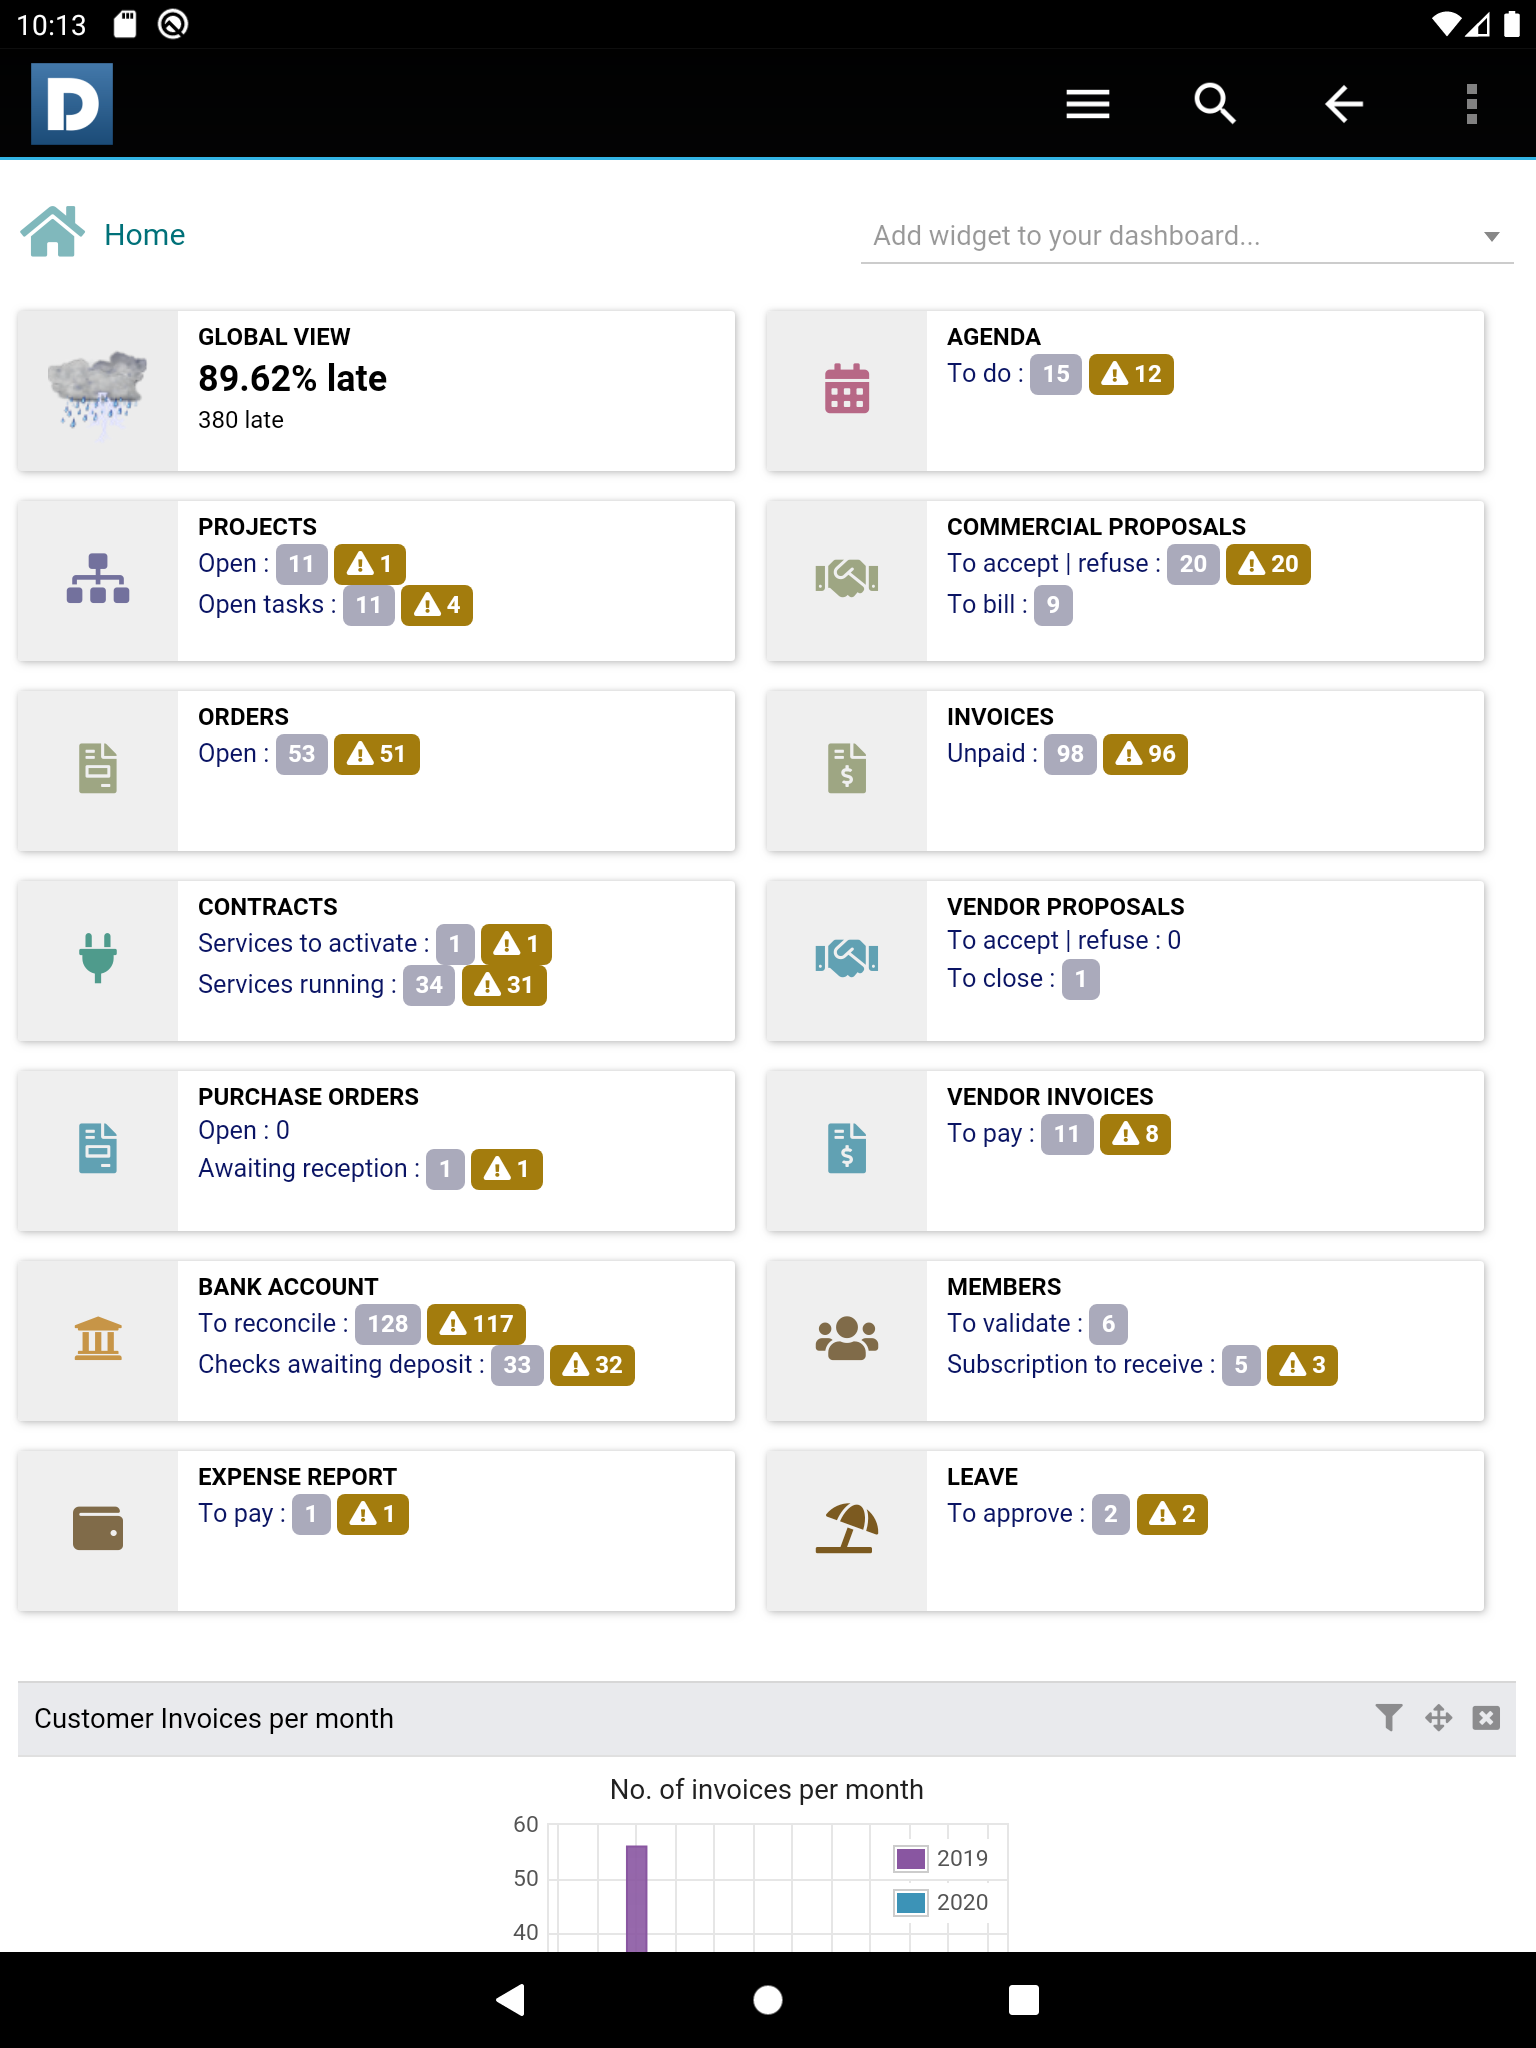 10:13
D
Home
Add widget to your dashboard...
GLOBAL VIEW
89.62% late
380 late
AGENDA
To do : 15 12
PROJECTS
Open : 11 1
Open tasks : 11 4
COMMERCIAL PROPOSALS
To accept | refuse : 20 20
To bill : 9
ORDERS
Open : 53 51
INVOICES
Unpaid : 98 96
CONTRACTS
Services to activate : 1 1
Services running : 34 31
VENDOR PROPOSALS
To accept | refuse : 0
To close : 1
PURCHASE ORDERS
Open : 0
Awaiting reception : 1 1
VENDOR INVOICES
To pay : 11 8
BANK ACCOUNT
To reconcile : 128 117
Checks awaiting deposit : 33 32
MEMBERS
To validate : 6
Subscription to receive : 5 3
EXPENSE REPORT
To pay : 1 1
LEAVE
To approve : 2 2
Customer Invoices per month
No. of invoices per month
60
50
40
2019
2020